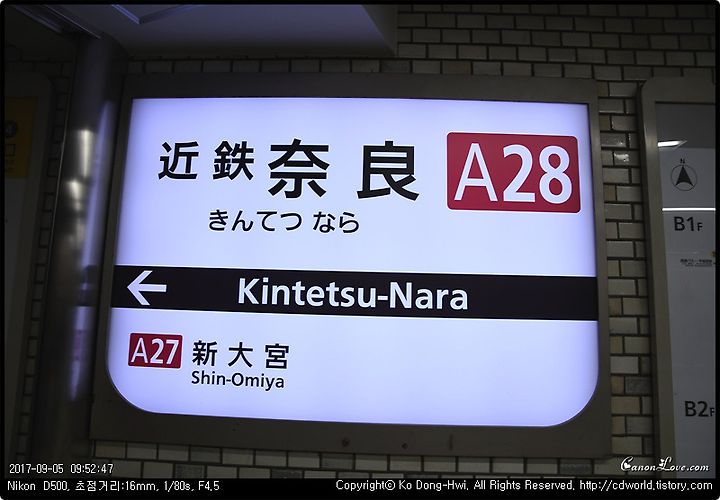 近鉄奈良 A28
きんてつ なら
← Kintetsu-Nara
A27 新大宮
Shin-Omiya
N
B1F
B2F
CanonLove.com
2017-09-05 09:52:47
Nikon D500, 초점거리:16mm, 1/80s, F4,5
Copyright© Ko Dong-Hwi, All Rights Reserved, http://cdworld.tistory.com